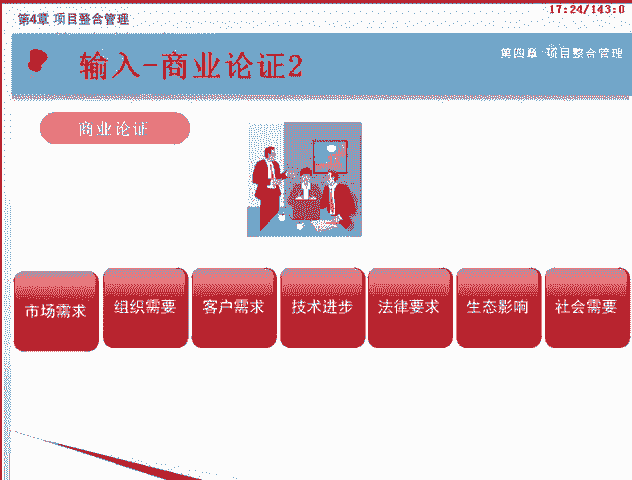 第4章 项目整合管理
17:24/143:0
第四章 项目整合管理
输入-商业论证2
商业论证
市场需求
组织需要
客户需求
技术进步
法律要求
生态影响
社会需要